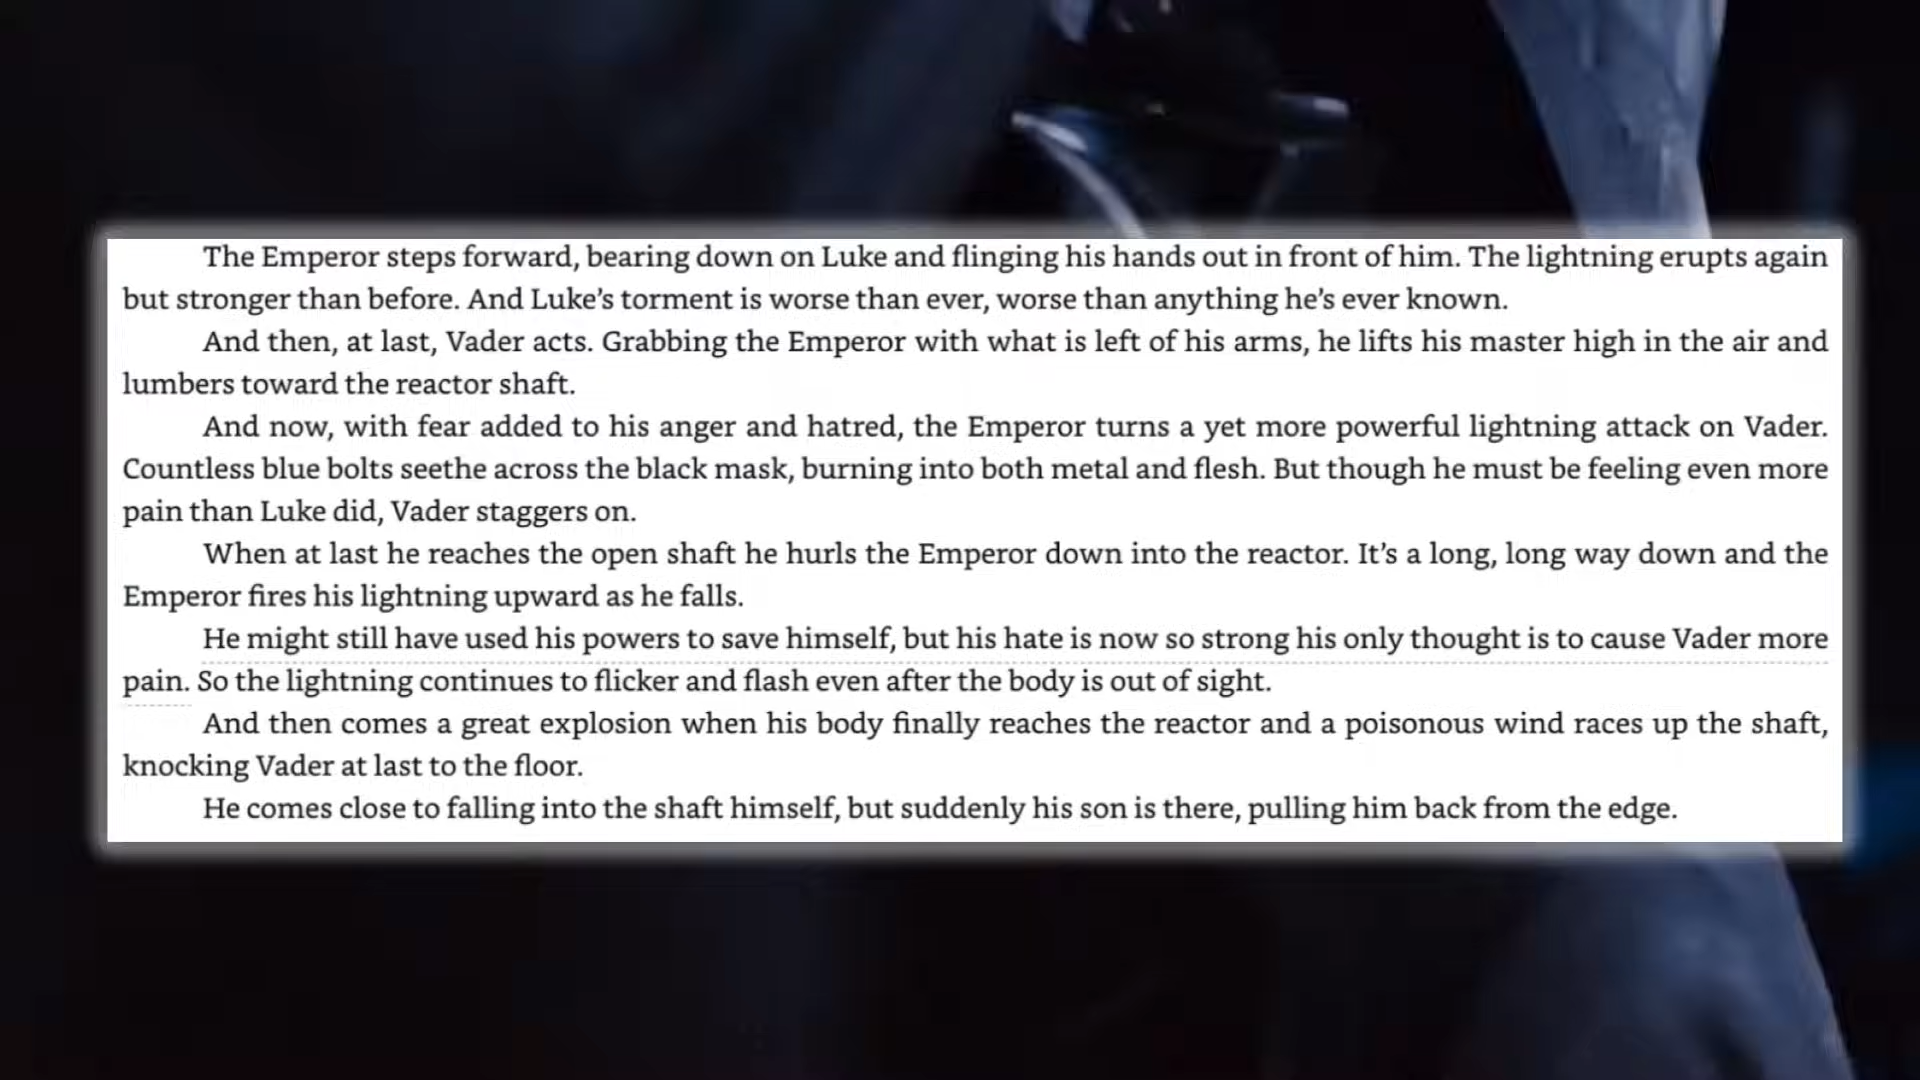 The Emperor steps forward, bearing down on Luke and flinging his hands out in front of him. The lightning erupts again
but stronger than before. And Luke’s torment is worse than ever, worse than anything he’s ever known.
And then, at last, Vader acts. Grabbing the Emperor with what is left of his arms, he lifts his master high in the air and
lumbers toward the reactor shaft.
And now, with fear added to his anger and hatred, the Emperor turns a yet more powerful lightning attack on Vader.
Countless blue bolts seethe across the black mask, burning into both metal and flesh. But though he must be feeling even more
pain than Luke did, Vader staggers on.
When at last he reaches the open shaft he hurls the Emperor down into the reactor. It’s a long, long way down and the
Emperor fires his lightning upward as he falls.
He might still have used his powers to save himself, but his hate is now so strong his only thought is to cause Vader more
pain. So the lightning continues to flicker and flash even after the body is out of sight.
And then comes a great explosion when his body finally reaches the reactor and a poisonous wind races up the shaft,
knocking Vader at last to the floor.
He comes close to falling into the shaft himself, but suddenly his son is there, pulling him back from the edge.